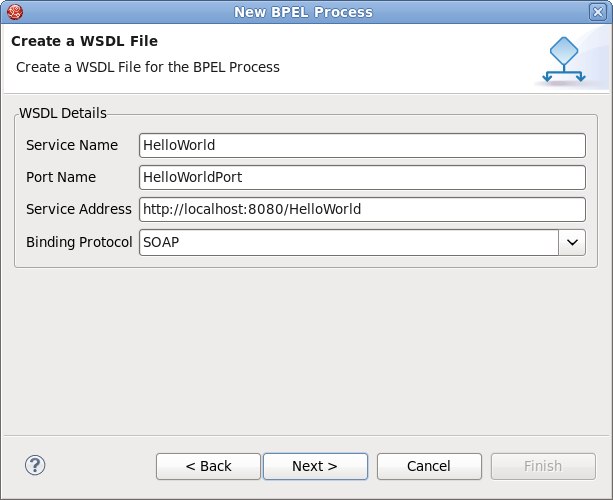 New BPEL Process
Create a WSDL File
Create a WSDL File for the BPEL Process
WSDL Details
Service Name HelloWorld
Port Name HelloWorldPort
Service Address http://localhost:8080/HelloWorld
Binding Protocol SOAP
? < Back Next > Cancel Finish